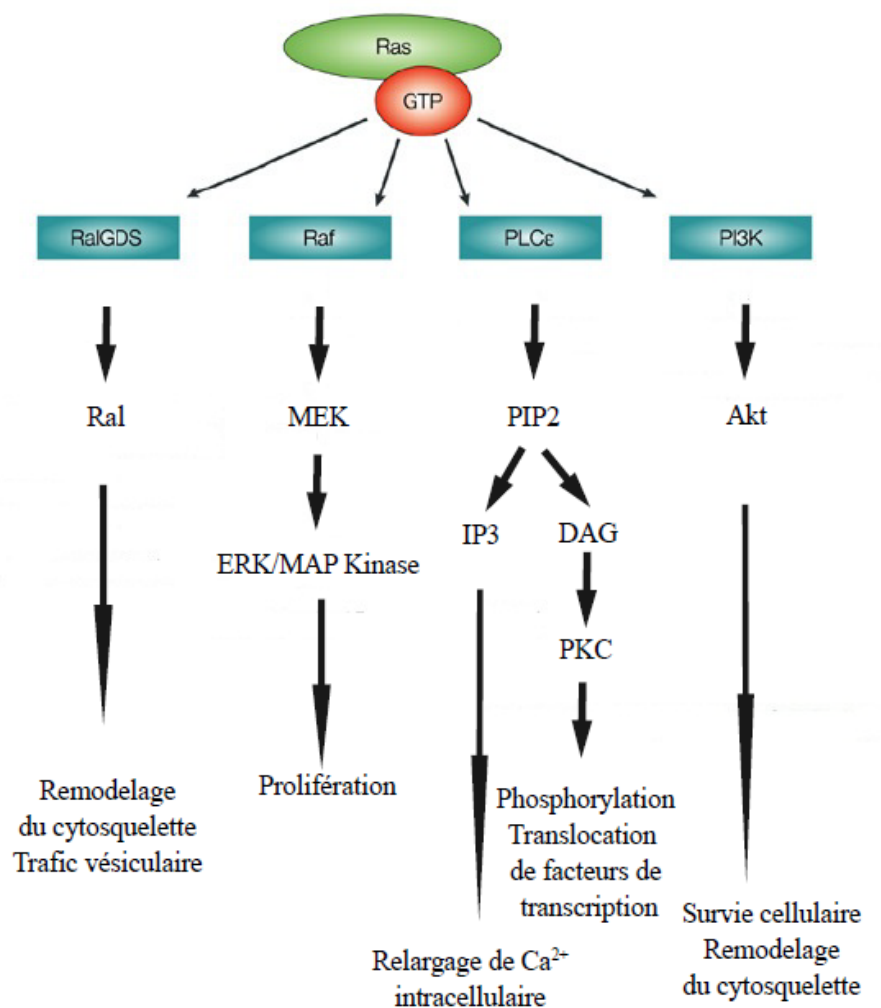 Ras
GTP
RalGDS
Raf
PLCε
PI3K
Ral
MEK
PIP2
Akt
IP3
DAG
ERK/MAP Kinase
PKC
Remodelage
du cytosquelette
Trafic vésiculaire
Prolifération
Phosphorylation
Translocation
de facteurs de
transcription
Relargage de Ca²⁺
intracellulaire
Survie cellulaire
Remodelage
du cytosquelette